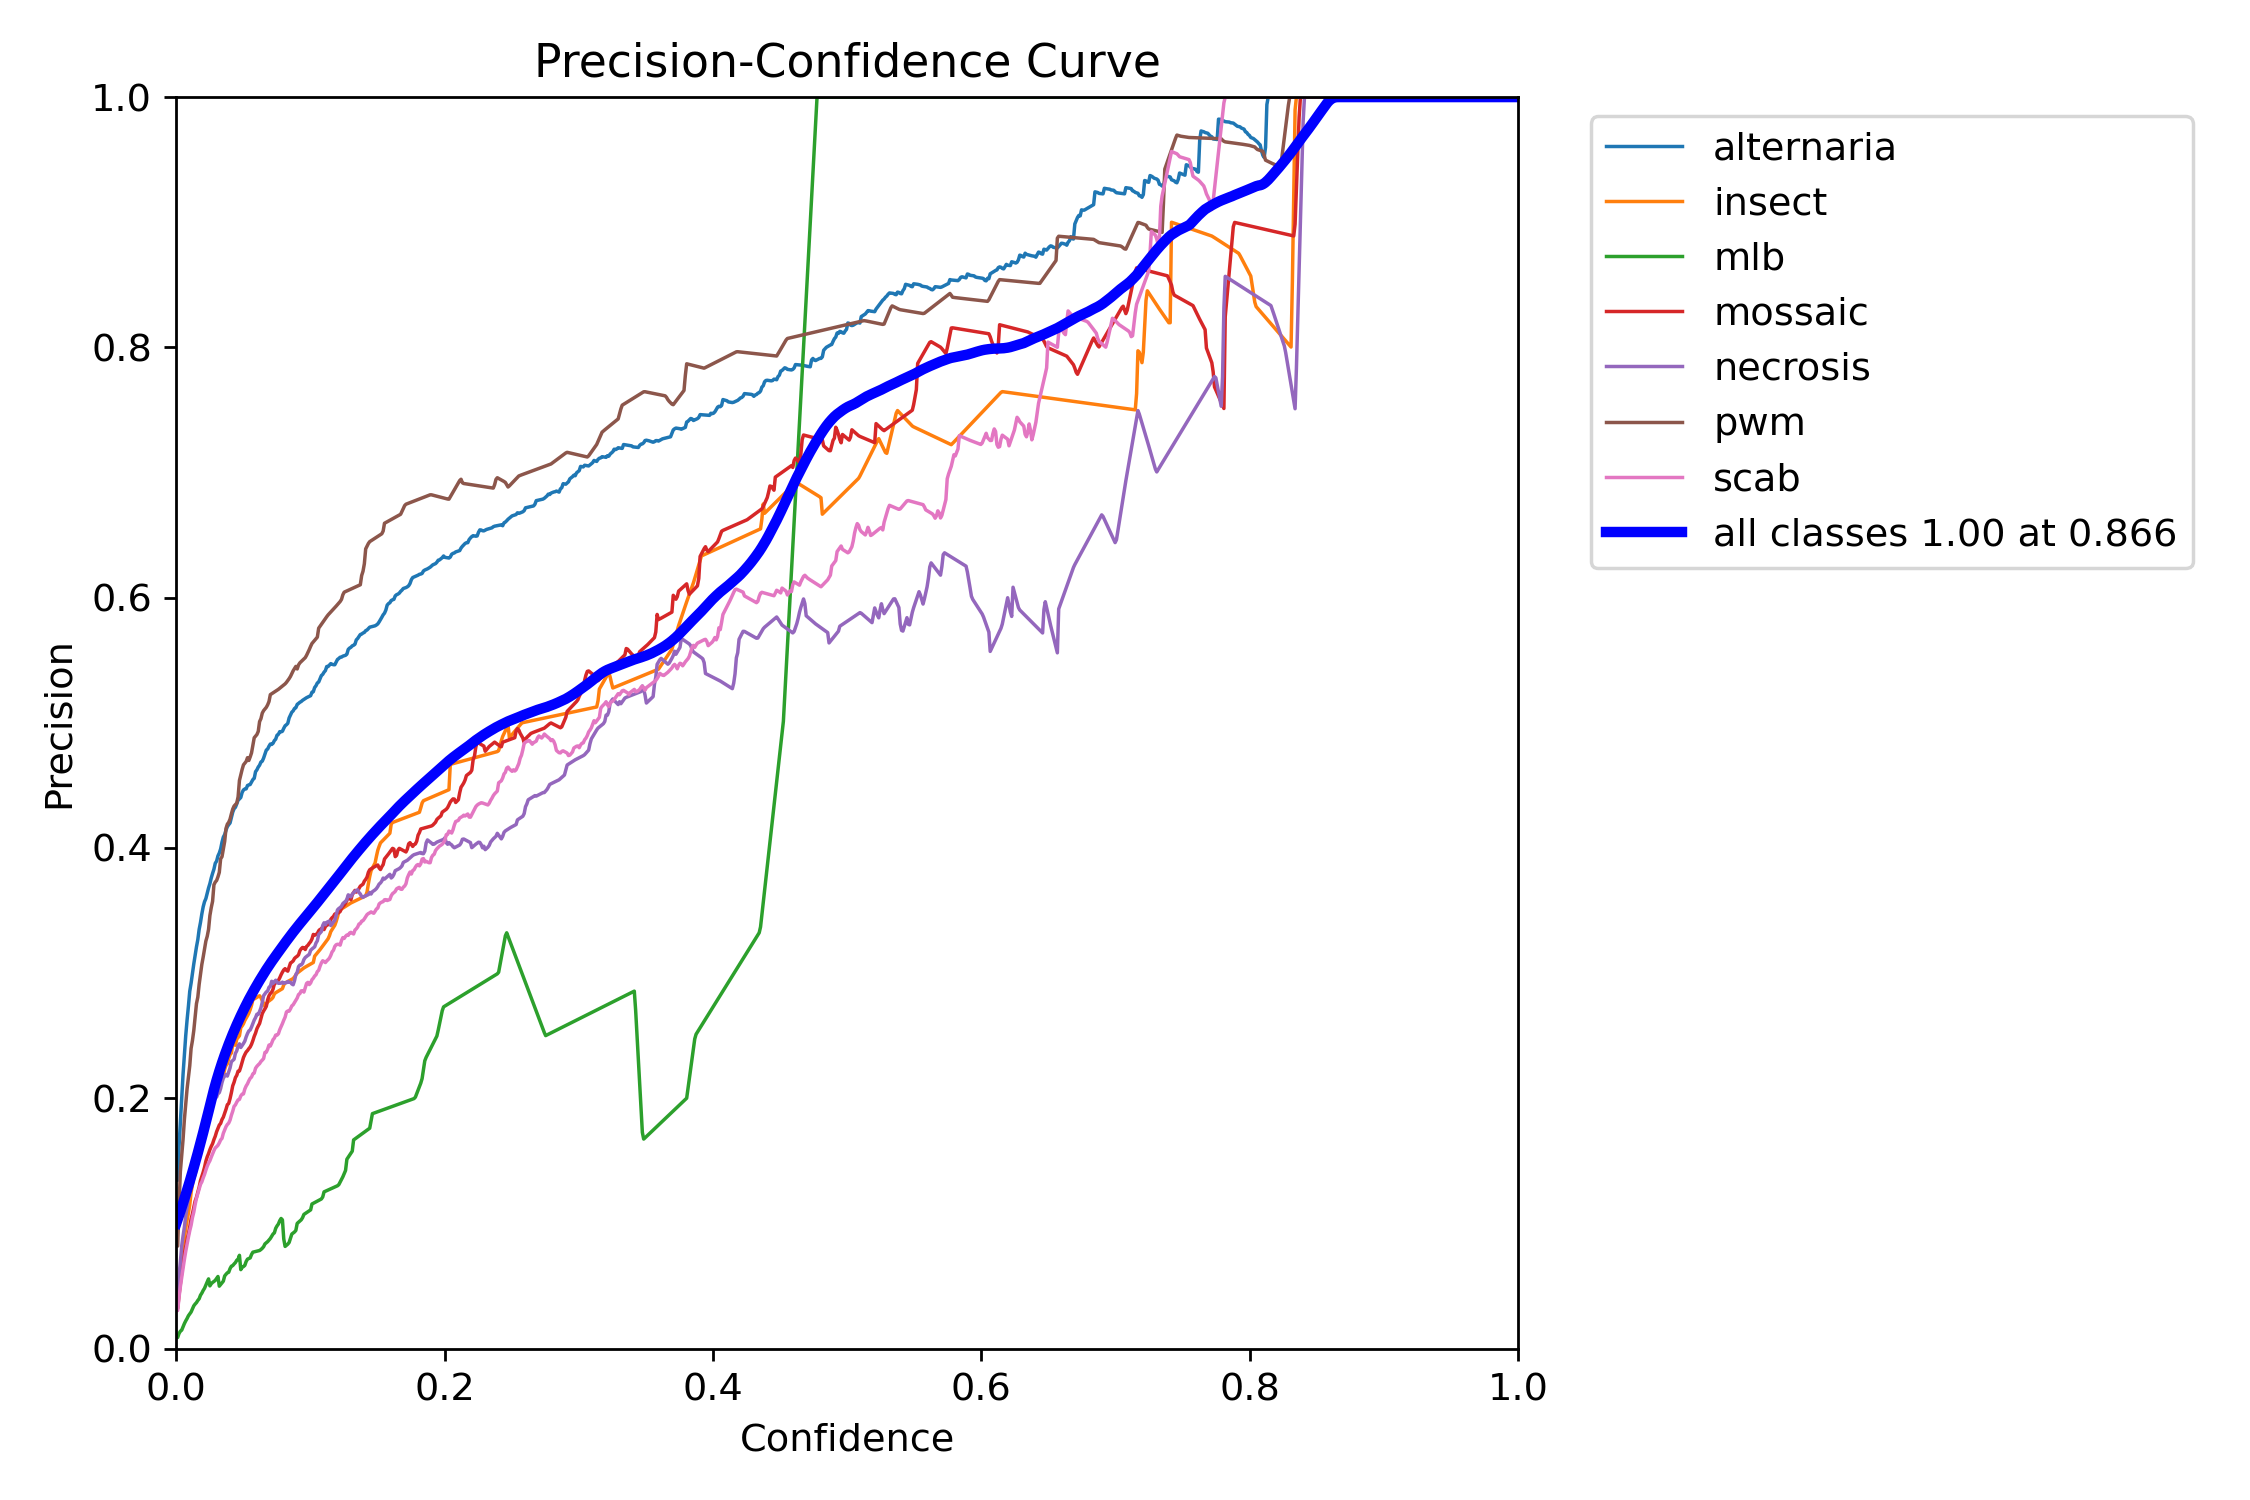 Precision-Confidence Curve
1.0
0.8
0.6
0.4
0.2
0.0
Precision
0.0 0.2 0.4 0.6 0.8 1.0
Confidence
alternaria
insect
mlb
mossaic
necrosis
pwm
scab
all classes 1.00 at 0.866